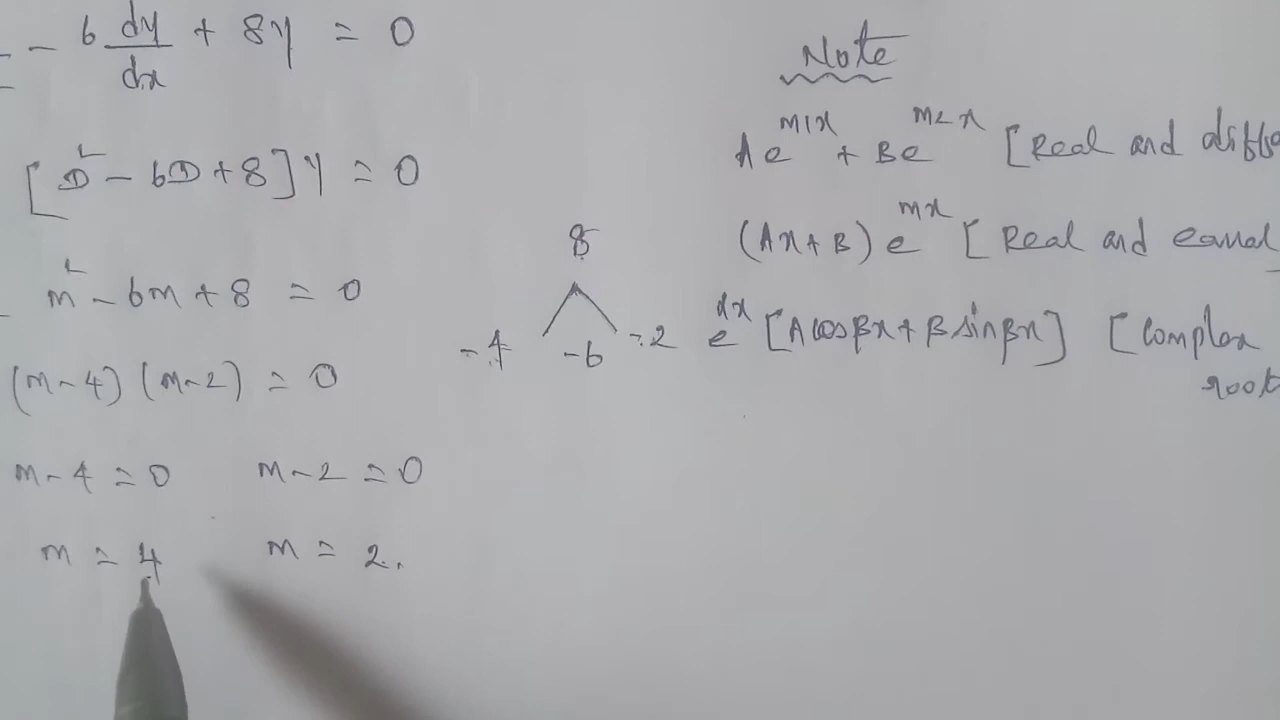 - 6 dy/dx + 8y = 0
[D² - 6D + 8] y = 0
m² - 6m + 8 = 0
(m - 4) (m - 2) = 0
m - 4 = 0 m - 2 = 0
m = 4 m = 2.
8
-4 -6 -2
Note
Ae^m1x + Be^m2x [Real and
(Ax + B) e^mx [Real and equal
e^αx [A cos βx + B sin βx] [Complex
root